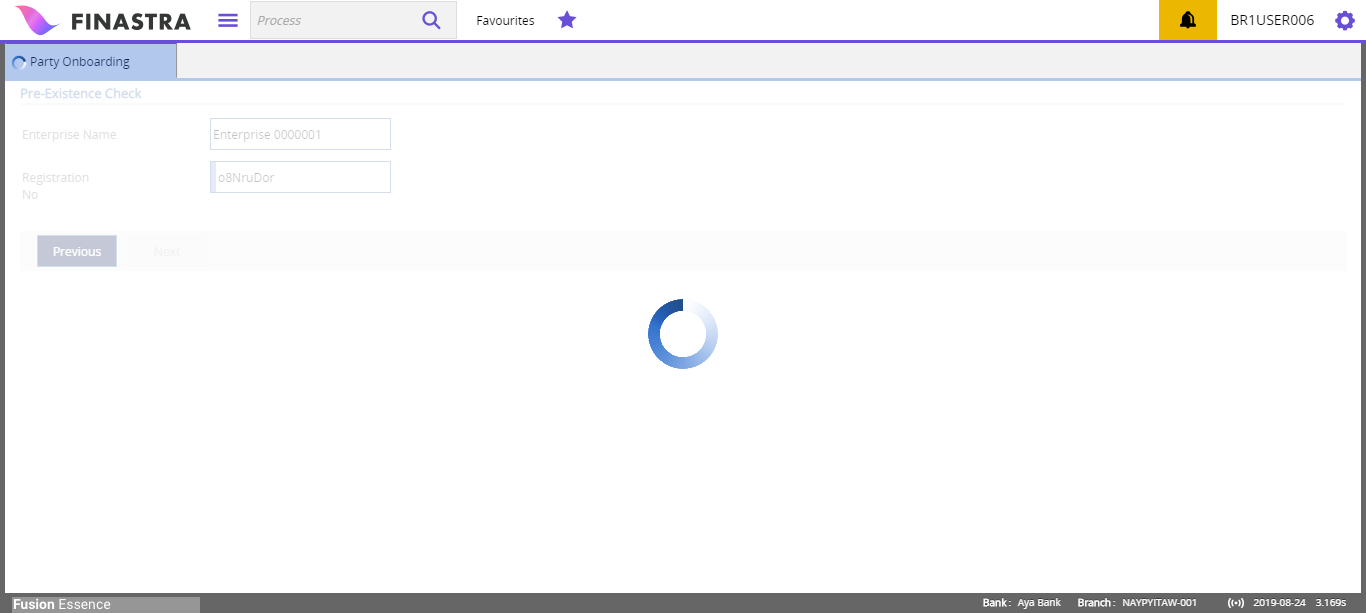 FINASTRA Process Favourites BR1USER006
Party Onboarding
Pre-Existence Check
Enterprise Name Enterprise 0000001
Registration No o8NruDor
Previous Next
Fusion Essence Bank : Aya Bank Branch : NAYPYITAW-001 2019-08-24 3.169s